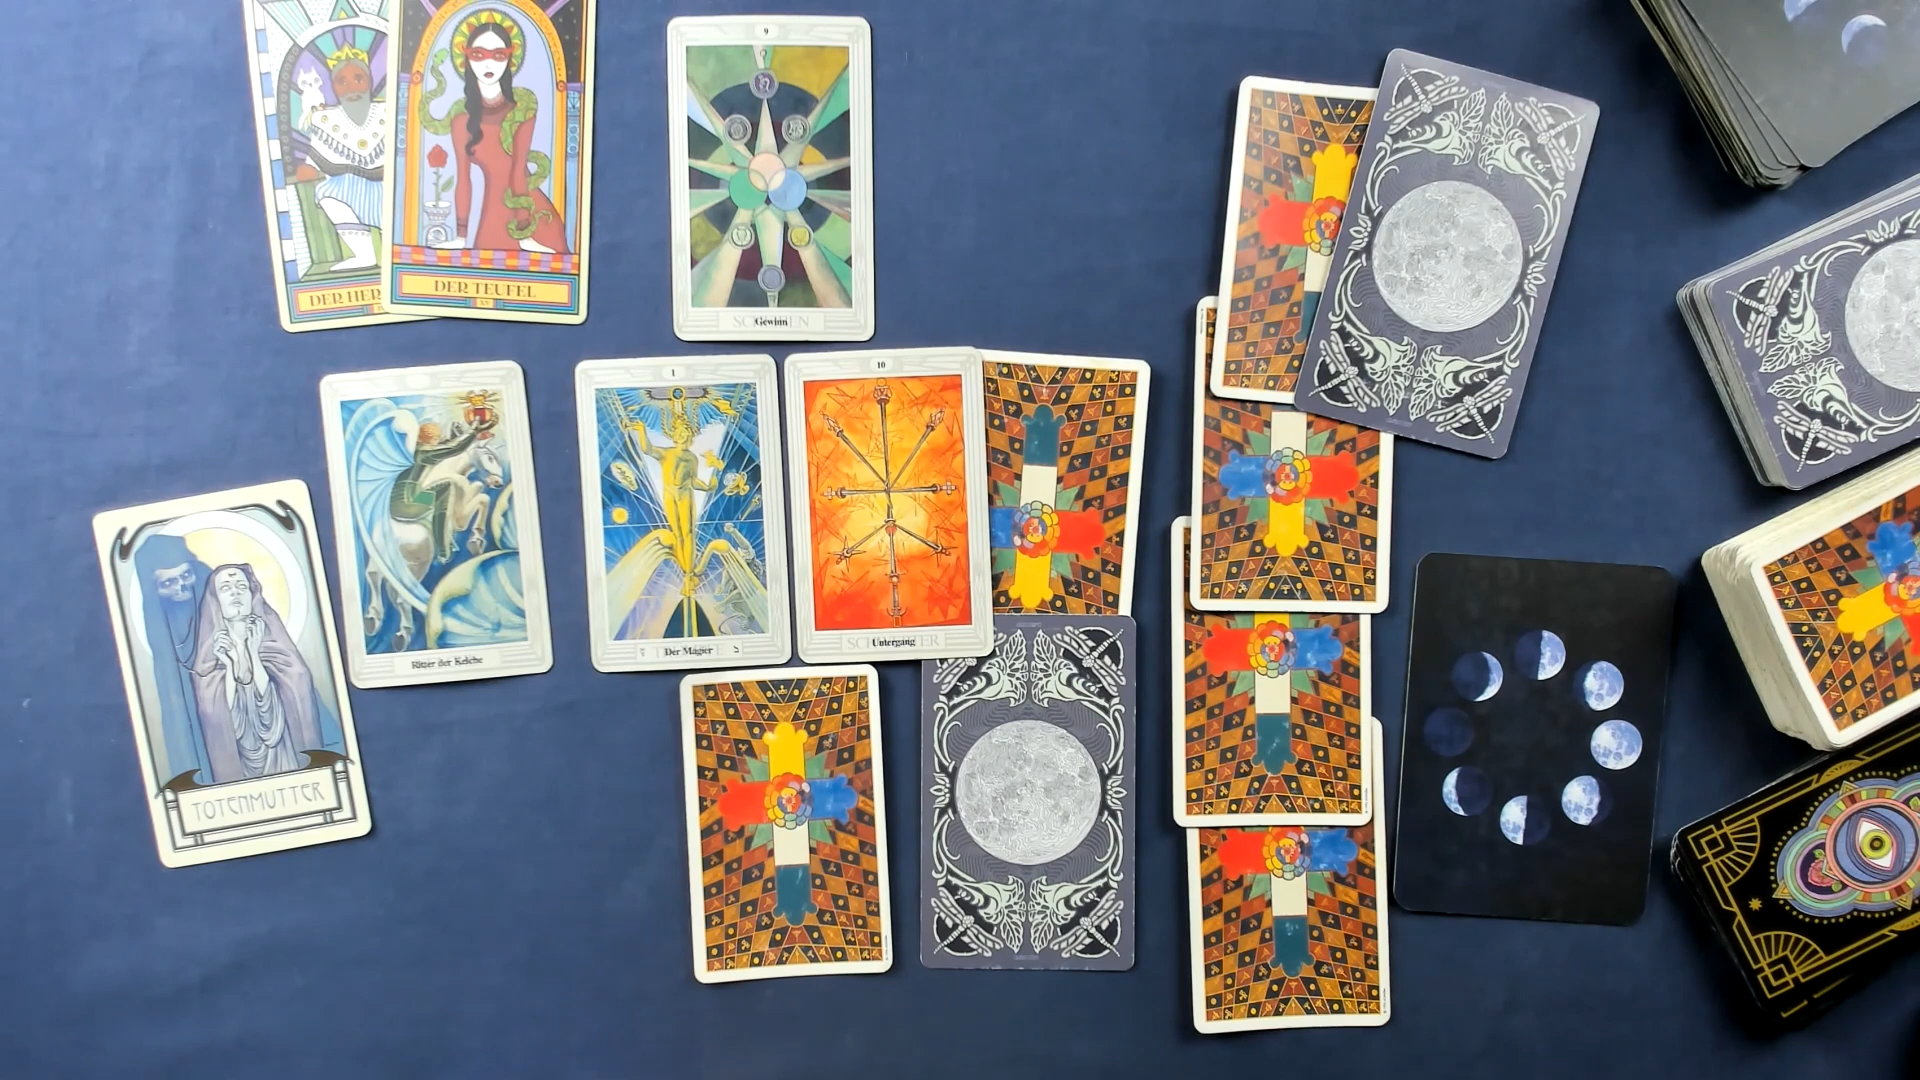 DER HER
DER TEUFEL
XV
9
Gewinn
1
10
Ritter der Kelche
Der Magier
Untergang
TOTENMUTTER